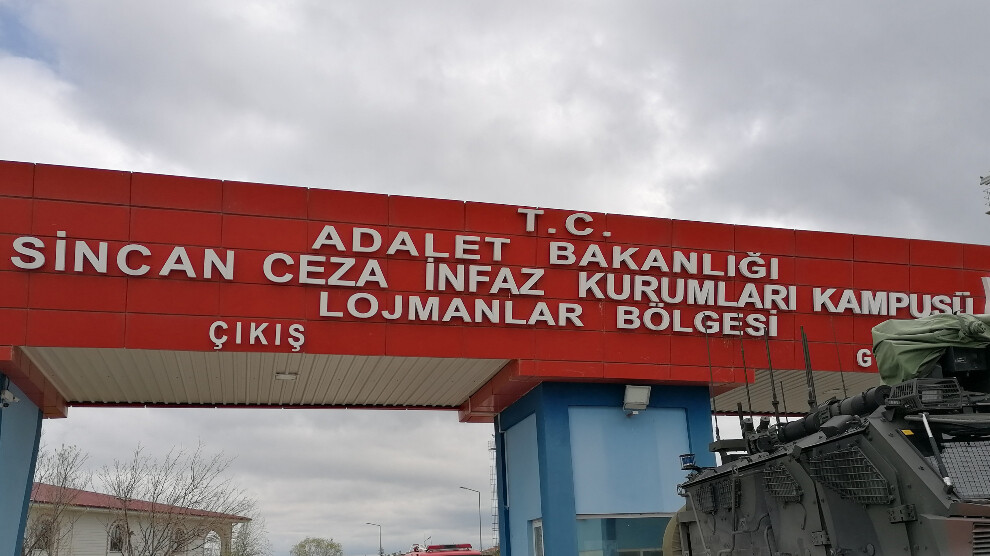 T.C.
ADALET BAKANLIĞI
SİNCAN CEZA İNFAZ KURUMLARI KAMPUSÜ
LOJMANLAR BÖLGESİ
ÇIKIŞ